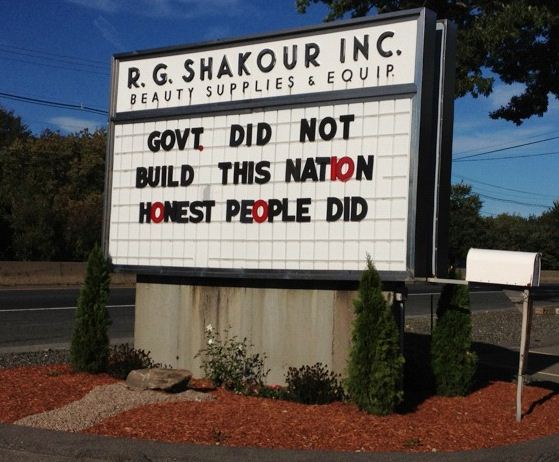 R. G. SHAKOUR INC.
BEAUTY SUPPLIES & EQUIP.
GOVT. DID NOT
BUILD THIS NATION
HONEST PEOPLE DID